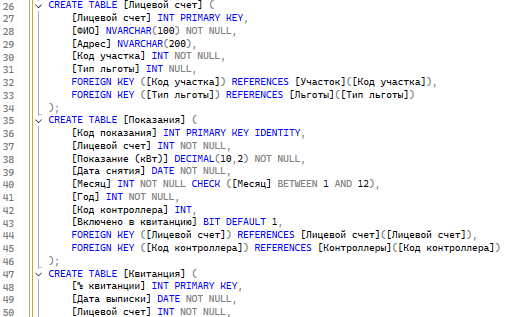 26 CREATE TABLE [Лицевой счет] (
27 [Лицевой счет] INT PRIMARY KEY,
28 [ФИО] NVARCHAR(100) NOT NULL,
29 [Адрес] NVARCHAR(200),
30 [Код участка] INT NOT NULL,
31 [Тип льготы] INT NULL,
32 FOREIGN KEY ([Код участка]) REFERENCES [Участок]([Код участка]),
33 FOREIGN KEY ([Тип льготы]) REFERENCES [Льготы]([Тип льготы])
34 );
35 CREATE TABLE [Показания] (
36 [Код показания] INT PRIMARY KEY IDENTITY,
37 [Лицевой счет] INT NOT NULL,
38 [Показание (кВт)] DECIMAL(10,2) NOT NULL,
39 [Дата снятия] DATE NOT NULL,
40 [Месяц] INT NOT NULL CHECK ([Месяц] BETWEEN 1 AND 12),
41 [Год] INT NOT NULL,
42 [Код контроллера] INT,
43 [Включено в квитанцию] BIT DEFAULT 1,
44 FOREIGN KEY ([Лицевой счет]) REFERENCES [Лицевой счет]([Лицевой счет]),
45 FOREIGN KEY ([Код контроллера]) REFERENCES [Контроллеры]([Код контроллера])
46 );
47 CREATE TABLE [Квитанция] (
48 [% квитанции] INT PRIMARY KEY,
49 [Дата выписки] DATE NOT NULL,
50 [Лицевой счет] INT NOT NULL,